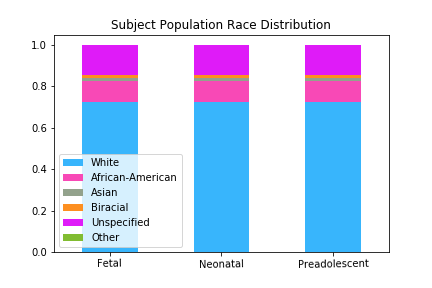 Subject Population Race Distribution
1.0
0.8
0.6
0.4
0.2
0.0
White
African-American
Asian
Biracial
Unspecified
Other
Fetal Neonatal Preadolescent